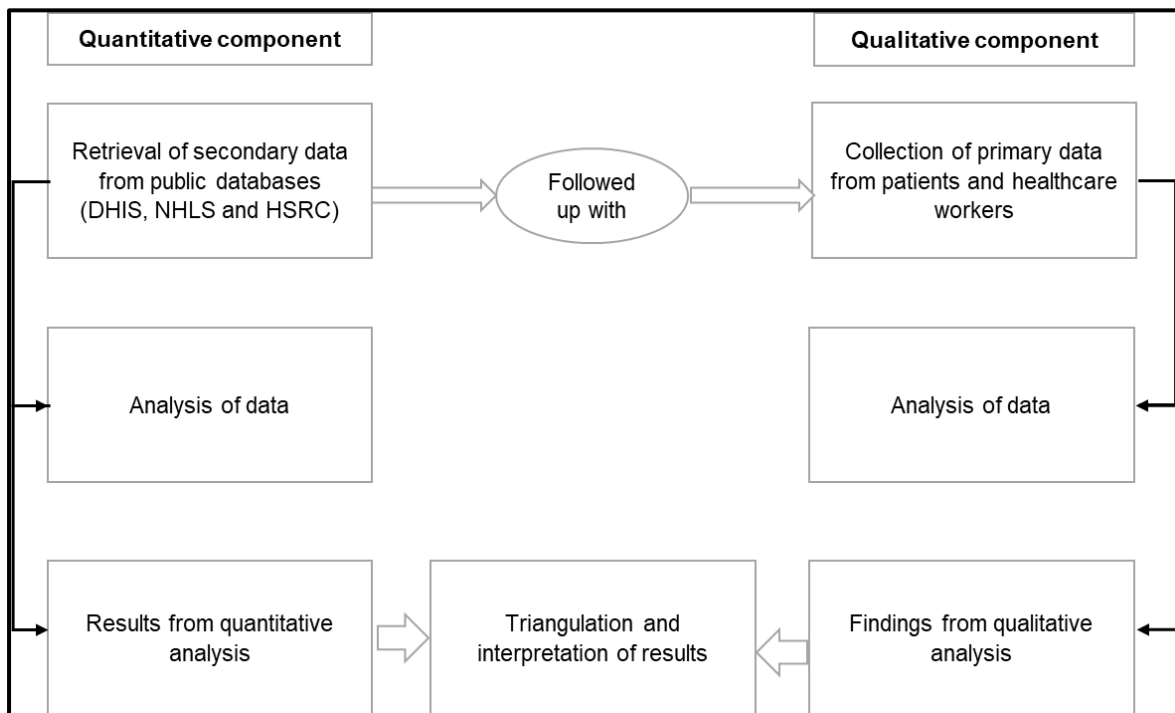 Quantitative component
Qualitative component
Retrieval of secondary data
from public databases
(DHIS, NHLS and HSRC)
Followed
up with
Collection of primary data
from patients and healthcare
workers
Analysis of data
Analysis of data
Results from quantitative
analysis
Triangulation and
interpretation of results
Findings from qualitative
analysis